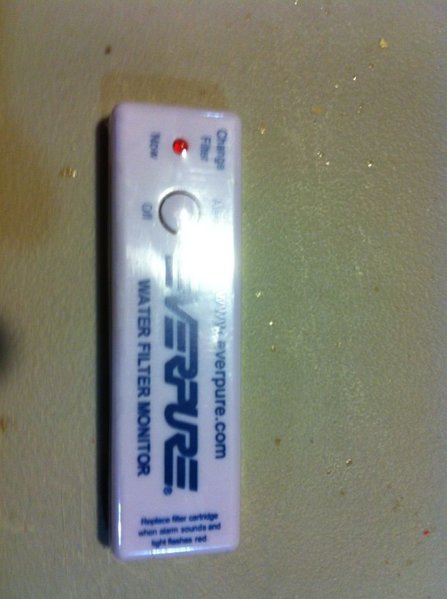 Change
Filter
Now
Off
www.everpure.com
EVERPURE®
WATER FILTER MONITOR
Replace filter cartridge
when alarm sounds and
light flashes red